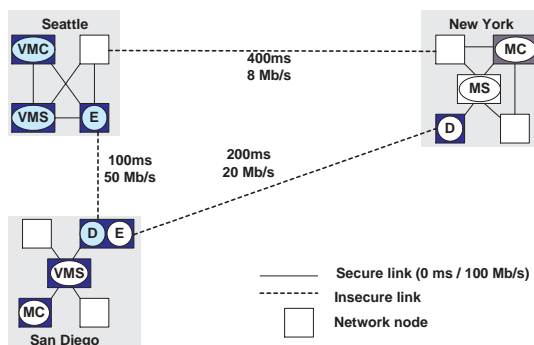 Seattle
VMC
VMS
E
New York
MC
MS
D
400ms
8 Mb/s
100ms
50 Mb/s
200ms
20 Mb/s
D
E
VMS
MC
San Diego
Secure link (0 ms / 100 Mb/s)
Insecure link
Network node